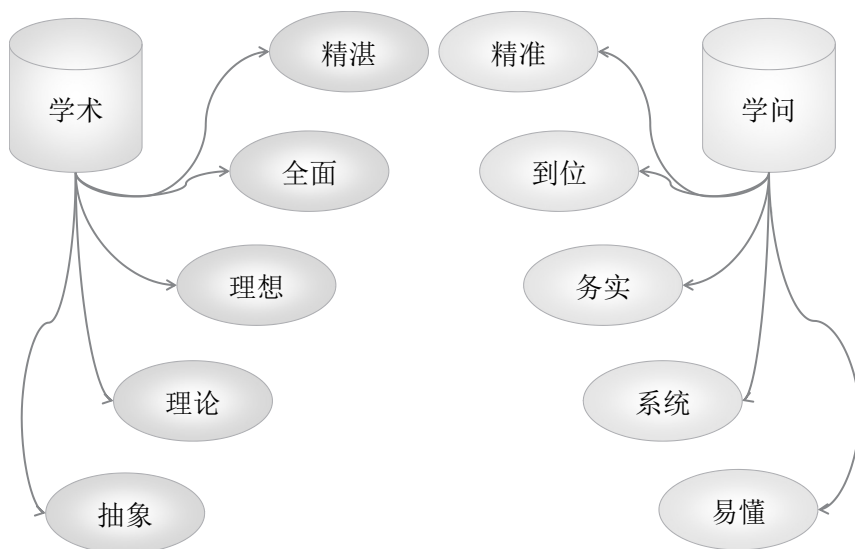 学术
精湛
全面
理想
理论
抽象
学问
精准
到位
务实
系统
易懂